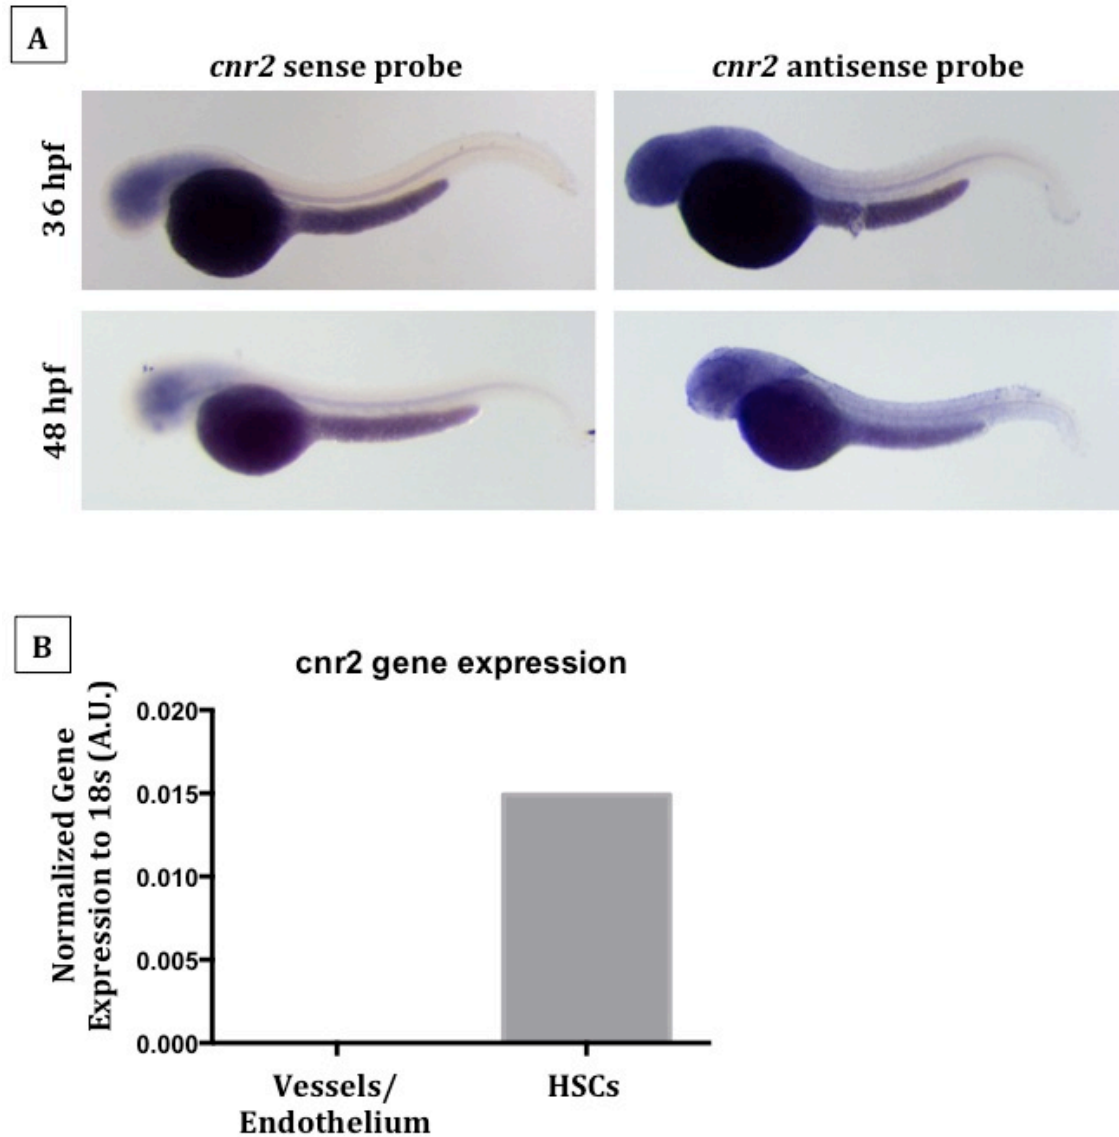 A
cnr2 sense probe
cnr2 antisense probe
36 hpf
48 hpf
B
cnr2 gene expression
Normalized Gene
Expression to 18s (A.U.)
0.020
0.015
0.010
0.005
0.000
Vessels/
Endothelium
HSCs